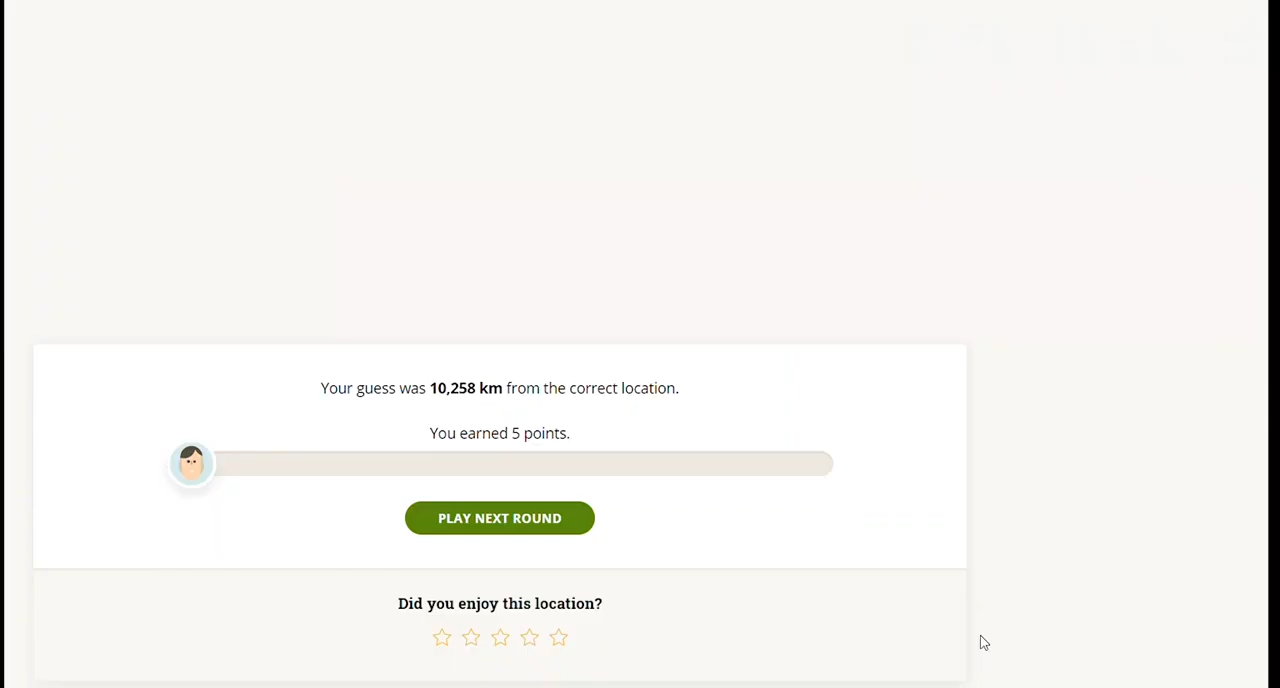 Your guess was 10,258 km from the correct location.
You earned 5 points.
PLAY NEXT ROUND
Did you enjoy this location?